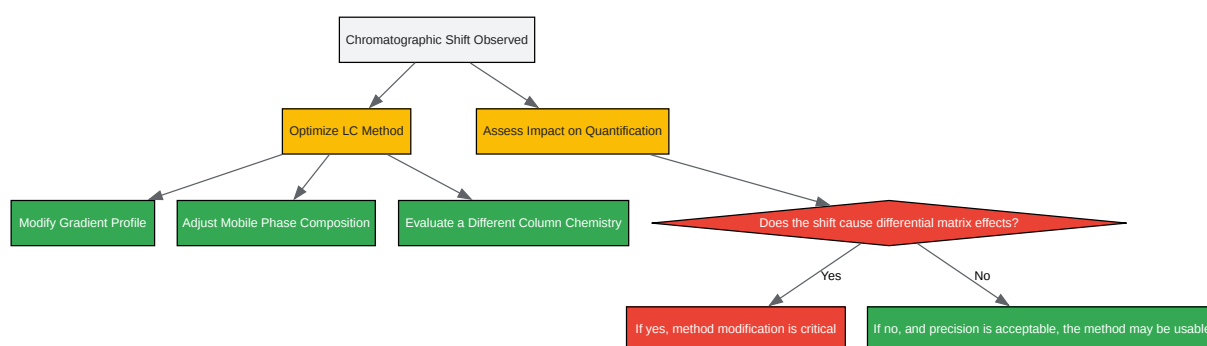 Chromatographic Shift Observed
Optimize LC Method
Assess Impact on Quantification
Modify Gradient Profile
Adjust Mobile Phase Composition
Evaluate a Different Column Chemistry
Does the shift cause differential matrix effects?
Yes
No
If yes, method modification is critical
If no, and precision is acceptable, the method may be usable